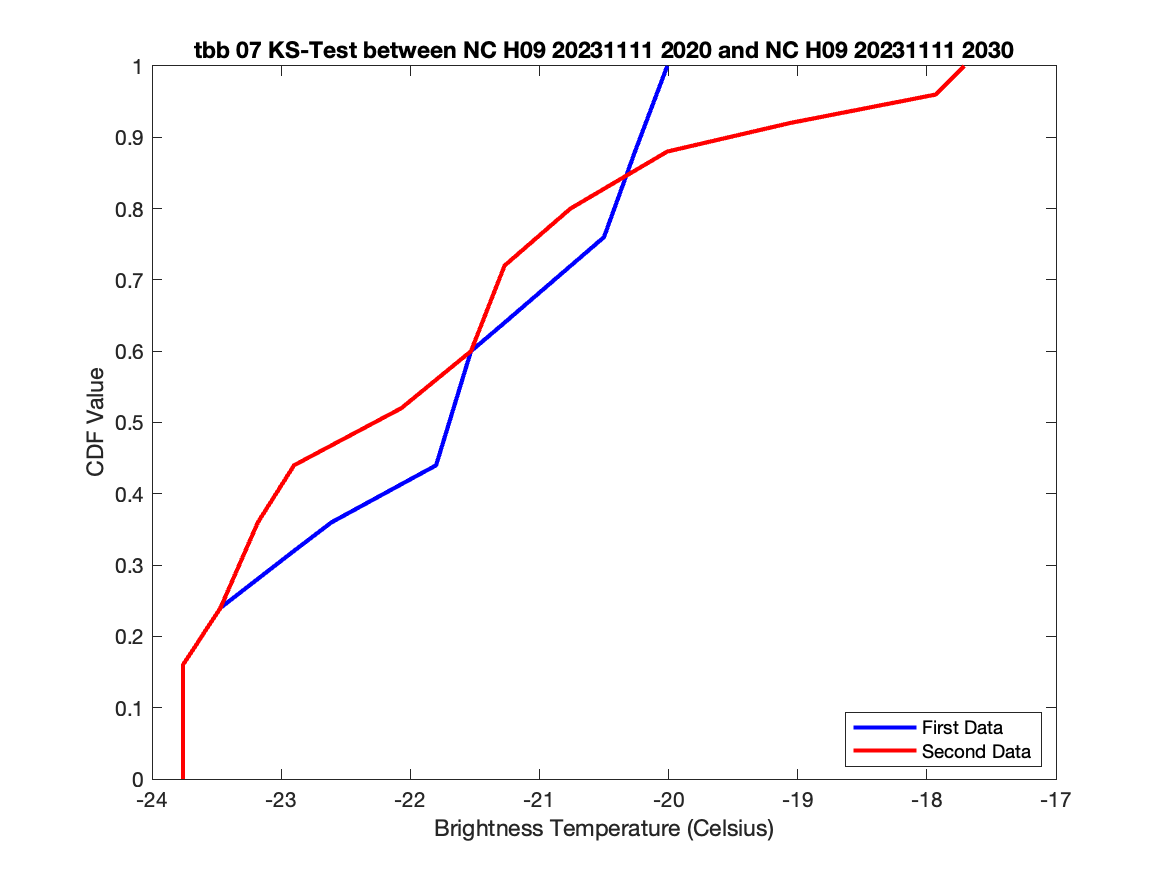 tbb 07 KS-Test between NC H09 20231111 2020 and NC H09 20231111 2030
1
0.9
0.8
0.7
0.6
0.5
0.4
0.3
0.2
0.1
0
CDF Value
First Data
Second Data
-24 -23 -22 -21 -20 -19 -18 -17
Brightness Temperature (Celsius)